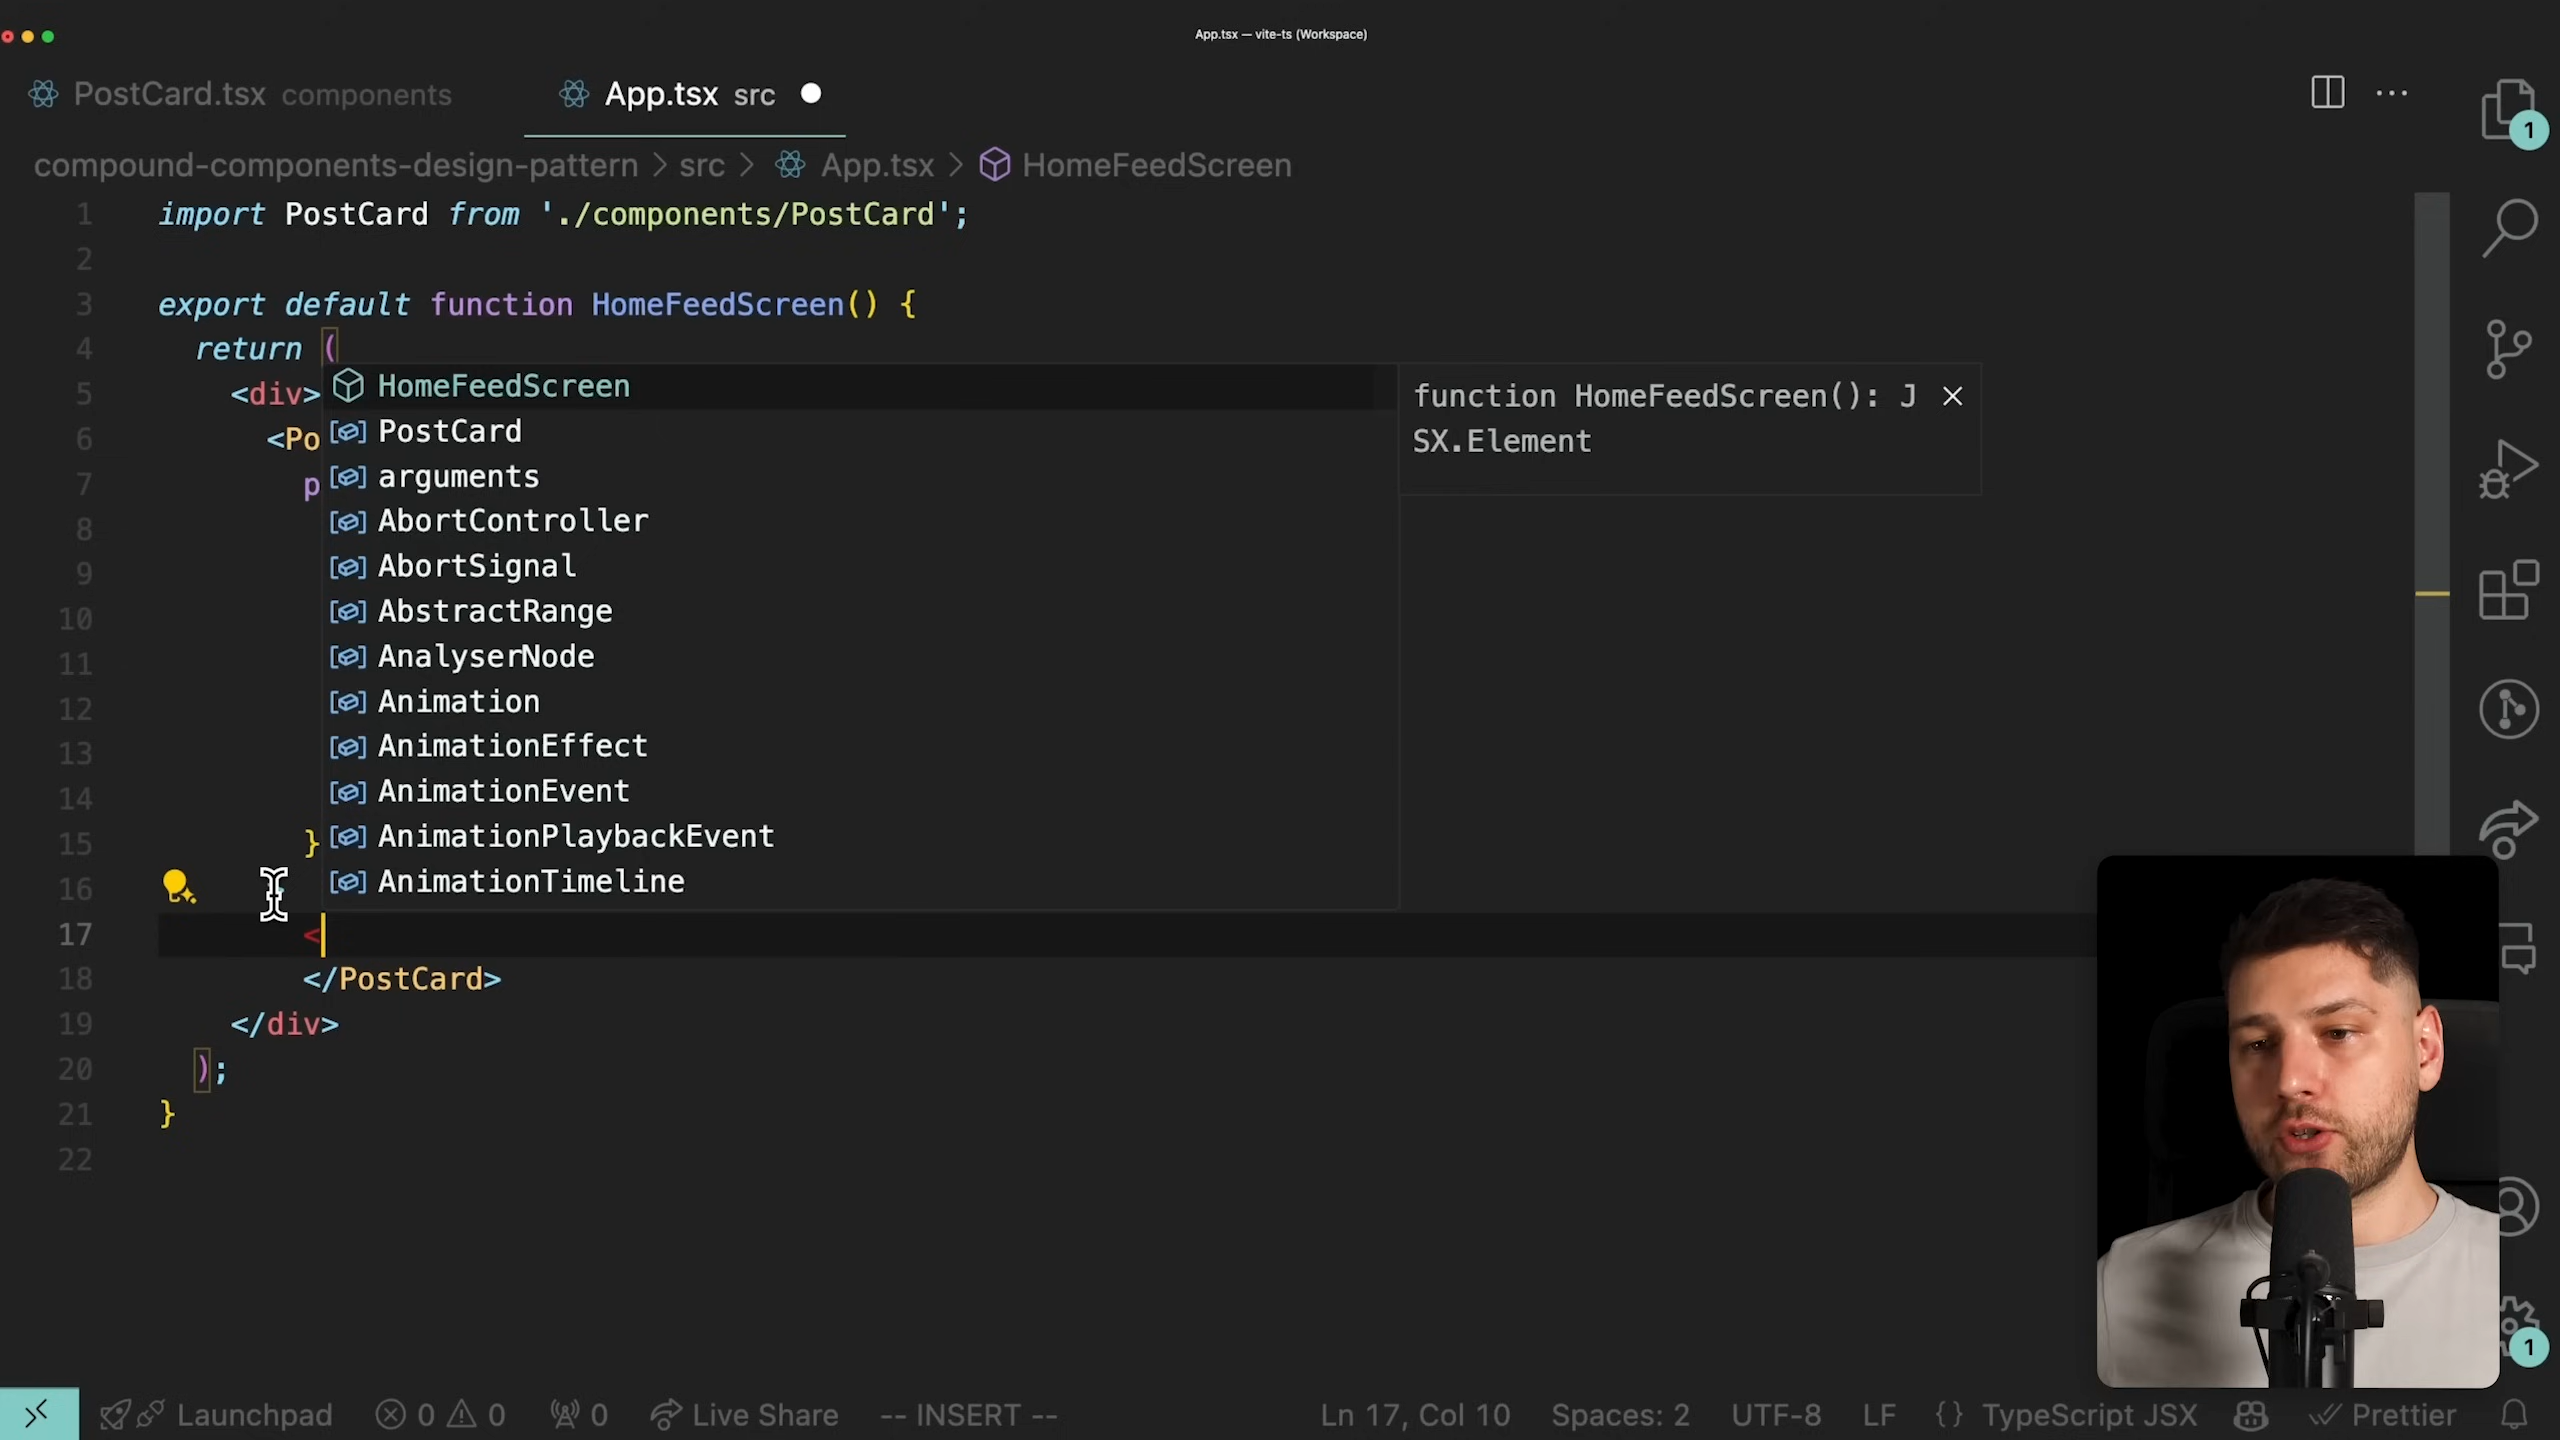 App.tsx — vite-ts (Workspace)
PostCard.tsx components
App.tsx src
compound-components-design-pattern > src > App.tsx > HomeFeedScreen
1
1 import PostCard from './components/PostCard';
2
3 export default function HomeFeedScreen() {
4 return (
5 <div>
6 <Po
7 p
8
9
10
11
12
13
14
15 }
16
17 <
18 </PostCard>
19 </div>
20 );
21 }
22
HomeFeedScreen
PostCard
arguments
AbortController
AbortSignal
AbstractRange
AnalyserNode
Animation
AnimationEffect
AnimationEvent
AnimationPlaybackEvent
AnimationTimeline
function HomeFeedScreen(): J
SX.Element
1
Launchpad 0 0 0 Live Share -- INSERT -- Ln 17, Col 10 Spaces: 2 UTF-8 LF {} TypeScript JSX Prettier